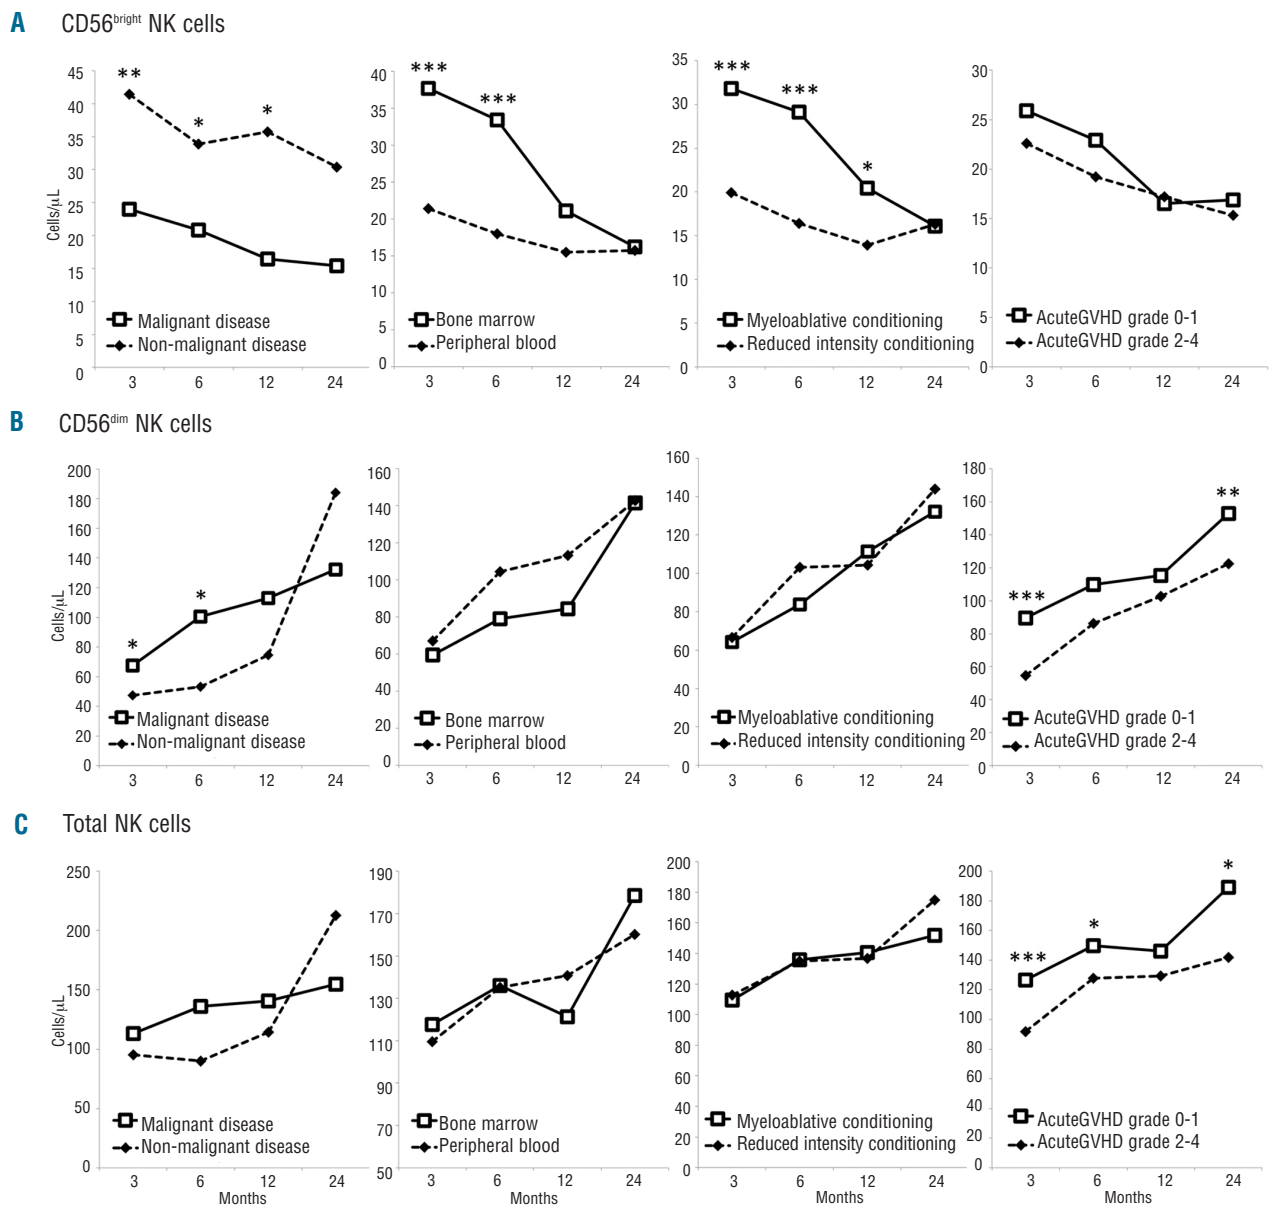 A CD56bright NK cells
45
40
35
30
25
20
15
10
5
0
Cells/μL
**
*
*
Malignant disease
Non-malignant disease
3 6 12 24
40
35
30
25
20
15
10
5
0
***
***
Bone marrow
Peripheral blood
3 6 12 24
35
30
25
20
15
10
5
0
***
***
*
Myeloablative conditioning
Reduced intensity conditioning
3 6 12 24
30
25
20
15
10
5
0
AcuteGVHD grade 0-1
AcuteGVHD grade 2-4
3 6 12 24
B CD56dim NK cells
200
180
160
140
120
100
80
60
40
20
0
Cells/μL
*
*
Malignant disease
Non-malignant disease
3 6 12 24
160
140
120
100
80
60
40
20
0
Bone marrow
Peripheral blood
3 6 12 24
160
140
120
100
80
60
40
20
0
Myeloablative conditioning
Reduced intensity conditioning
3 6 12 24
180
160
140
120
100
80
60
40
20
0
***
**
AcuteGVHD grade 0-1
AcuteGVHD grade 2-4
3 6 12 24
C Total NK cells
250
200
150
100
50
0
Cells/μL
Malignant disease
Non-malignant disease
3 6 12 24
Months
190
170
150
130
110
90
70
50
Bone marrow
Peripheral blood
3 6 12 24
Months
200
180
160
140
120
100
80
60
40
20
0
Myeloablative conditioning
Reduced intensity conditioning
3 6 12 24
Months
200
180
160
140
120
100
80
60
40
20
0
***
*
*
AcuteGVHD grade 0-1
AcuteGVHD grade 2-4
3 6 12 24
Months